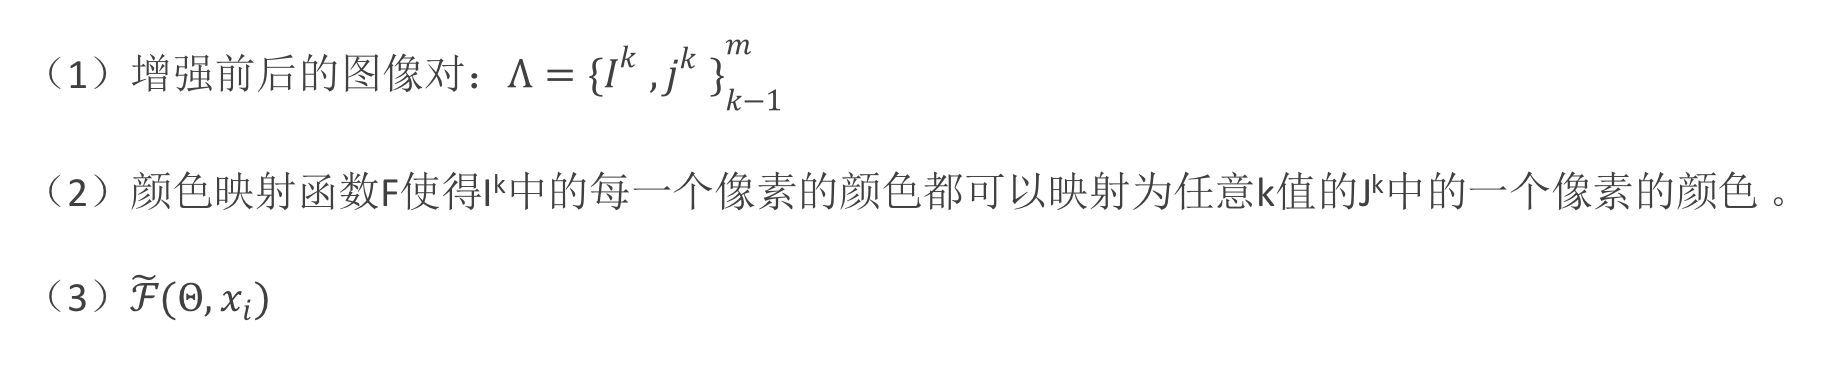 （1）增强前后的图像对：Λ = {I^k ,j^k }_{k−1}^m
（2）颜色映射函数F使得I^k中的每一个像素的颜色都可以映射为任意k值的J^k中的一个像素的颜色 。
（3）ℱ̃(Θ, x_i)